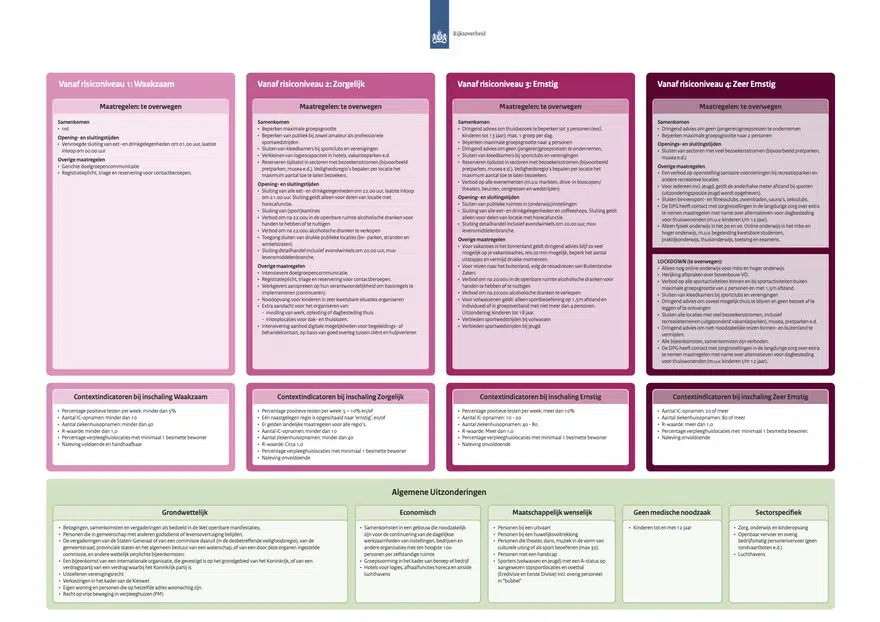 Rijksoverheid
Vanaf risiconiveau 1: Waakzaam
Maatregelen: te overwegen
Samenkomen
• nvt
Opening- en sluitingstijden
• Vervroegde sluiting van eet- en drinkgelegenheden om 01.00 uur, laatste
inloop om 00.00 uur
Overige maatregelen
• Gerichte doelgroepencommunicatie
• Registratieplicht, triage en reservering voor contactberoepen.
Vanaf risiconiveau 2: Zorgelijk
Maatregelen: te overwegen
Samenkomen
• Beperken maximale groepsgrootte
• Beperken van publiek bij zowel amateur als professionele
sportwedstrijden
• Sluiten van kleedkamers bij sportclubs en verenigingen
• Verkleinen van logiescapaciteit in hotels, vakantieparken e.d.
• Reserveren tijdslot in sectoren met bezoekersstromen (bijvoorbeeld
pretparken, musea e.d.). Veiligheidsregio's bepalen per locatie het
maximum aantal toe te laten bezoekers.
Opening- en sluitingstijden
• Sluiting van alle eet- en drinkgelegenheden om 22.00 uur, laatste inloop
om 21.00 uur. Sluiting geldt alleen voor delen van locatie met
horecafunctie.
• Sluiting van (sport)kantines
• Verbod om na 22.00 uur in de openbare ruimte alcoholische dranken voor
handen te hebben of te nuttigen
• Verbod om na 22.00 uur alcoholische dranken te verkopen
• Toegang sluiten van drukke publieke locaties (bv- parken, stranden en
winkelstraten)
• Sluiting detailhandel inclusief avondwinkels om 20.00 uur, muv
levensmiddelenbranche.
Overige maatregelen
• Intensievere doelgroepencommunicatie.
• Registratieplicht, triage en reservering voor contactberoepen.
• Werkgevers aanspreken op hun verantwoordelijkheid om basisregels te
implementeren (continueren).
• Noodopvang voor kinderen in zeer kwetsbare situaties organiseren
• Extra aandacht voor het organiseren van:
– invulling van werk, opleiding of dagbesteding thuis
– inlooplocaties voor dak- en thuislozen.
• Intensivering aanbod digitale mogelijkheden voor begeleidings- of
behandelcontact, op basis van goed overleg tussen cliënt en hulpverlener.
Vanaf risiconiveau 3: Ernstig
Maatregelen: te overwegen
Samenkomen
• Dringend advies om thuisbezoek te beperken tot 3 personen (excl.
kinderen tot 13 jaar); max. 1 groep per dag.
• Beperken maximale groepsgrootte naar 4 personen
• Dringend advies om geen (jongeren)groepsreizen te ondernemen
• Sluiten van kleedkamers bij sportclubs en verenigingen
• Reserveren tijdslot in sectoren met bezoekersstromen (bijvoorbeeld
pretparken, musea e.d.). Veiligheidsregio's bepalen per locatie het
maximum aantal toe te laten bezoekers.
• Verbod op alle evenementen (m.u.v. markten, drive-in bioscopen/
theaters, beurzen, congressen en wedstrijden)
Opening- en sluitingstijden
• Sluiten van publieke ruimtes in (onderwijs)instellingen
• Sluiting van alle eet- en drinkgelegenheden en coffeeshops. Sluiting geldt
alleen voor delen van locatie met horecafunctie.
• Sluiting detailhandel inclusief avondwinkels om 20.00 uur; muv
levensmiddelenbranche
Overige maatregelen
• Voor vakanties in het binnenland geldt dringend advies blijf zo veel
mogelijk op je vakantieadres, reis zo min mogelijk, beperk het aantal
uitstapjes en vermijd drukke momenten.
• Voor reizen naar het buitenland, volg de reisadviezen van Buitenlandse
Zaken.
• Verbod om na 20.00u in de openbare ruimte alcoholische dranken voor
handen te hebben of te nuttigen
• Verbod om na 20.00u alcoholische dranken te verkopen
• Voor volwassenen geldt: alleen sportbeoefening op 1,5m afstand en
individueel of in groepsverband met niet meer dan 4 personen.
Uitzondering: kinderen tot 18 jaar.
• Verbieden sportwedstrijden bij volwassen
• Verbieden sportwedstrijden bij jeugd
Vanaf risiconiveau 4: Zeer Ernstig
Maatregelen: te overwegen
Samenkomen
• Dringend advies om geen (jongeren)groepsreizen te ondernemen
• Beperken maximale groepsgrootte naar 2 personen
Openings- en sluitingstijden
• Sluiten van sectoren met veel bezoekersstromen (bijvoorbeeld pretparken,
musea e.d.)
Overige maatregelen
• Een verbod op openstelling sanitaire voorzieningen bij recreatieparken en
andere recreatieve locaties
• Voor iedereen incl. jeugd, geldt de anderhalve meter afstand bij sporten
(uitzonderingspositie jeugd wordt opgeheven).
• Sluiten binnensport- en fitnessclubs, zwembaden, sauna's, seksclubs.
• De DPG heeft contact met zorginstellingen in de langdurige zorg over extra
te nemen maatregelen met name over alternatieven voor dagbesteding
voor thuiswonenden (m.u.v. kinderen t/m 12 jaar).
• Alleen fysiek onderwijs in het po en vo. Online onderwijs in het mbo en
hoger onderwijs, m.u.v. begeleiding kwetsbare studenten,
praktijkonderwijs, thuisonderwijs, toetsing en examens.
LOCKDOWN (te overwegen):
• Alleen nog online onderwijs voor mbo en hoger onderwijs.
• Herijking afspraken over bovenbouw VO.
• Verbod op alle sportactiviteiten binnen en bij sportactiviteiten buiten
maximale groepsgrootte van 2 personen en met 1,5m afstand.
• Sluiten van kleedkamers bij sportclubs en verenigingen
• Dringend advies om zoveel mogelijk thuis te blijven en geen bezoek af te
leggen of te ontvangen
• Sluiten alle locaties met veel bezoekersstromen, inclusief
recreatieterreinen (uitgezonderd vakantieparken), musea, pretparken e.d.
• Dringend advies om niet-noodzakelijke reizen binnen- en buitenland te
vermijden.
• Alle bijeenkomsten, samenkomsten zijn verboden.
• De DPG heeft contact met zorginstellingen in de langdurige zorg over extra
te nemen maatregelen met name over alternatieven voor dagbesteding
voor thuiswonenden (m.u.v. kinderen t/m 12 jaar).
Contextindicatoren bij inschaling Waakzaam
• Percentage positieve testen per week: minder dan 5%
• Aantal IC-opnamen: minder dan 10
• Aantal ziekenhuisopnamen: minder dan 40
• R-waarde: minder dan 1,0
• Percentage verpleeghuislocaties met minimaal 1 besmette bewoner
• Naleving voldoende en handhaafbaar
Contextindicatoren bij inschaling Zorgelijk
• Percentage positieve testen per week: 5 – 10% en/of
• Eén naastgelegen regio is opgeschaald naar 'ernstig', en/of
• Er gelden landelijke maatregelen voor alle regio's.
• Aantal IC-opnamen: minder dan 10
• Aantal ziekenhuisopnamen: minder dan 40
• R-waarde: Circa 1,0
• Percentage verpleeghuislocaties met minimaal 1 besmette bewoner
• Naleving onvoldoende
Contextindicatoren bij inschaling Ernstig
• Percentage positieve testen per week: meer dan 10%
• Aantal IC-opnamen: 10 - 20
• Aantal ziekenhuisopnamen: 40 - 80
• R-waarde: Meer dan 1,0
• Percentage verpleeghuislocaties met minimaal 1 besmette bewoner
• Naleving onvoldoende
Contextindicatoren bij inschaling Zeer Ernstig
• Aantal IC-opnamen: 20 of meer
• Aantal ziekenhuisopnamen: 80 of meer
• R-waarde: meer dan 1,0
• Percentage verpleeghuislocaties met minimaal 1 besmette bewoner.
• Naleving onvoldoende
Algemene Uitzonderingen
Grondwettelijk
• Betogingen, samenkomsten en vergaderingen als bedoeld in de Wet openbare manifestaties;
• Personen die in gemeenschap met anderen godsdienst of levensovertuiging belijden;
• De vergaderingen van de Staten-Generaal of van een commissie daaruit (in de desbetreffende veiligheidsregio), van de
gemeenteraad, provinciale staten en het algemeen bestuur van een waterschap, of van een door deze organen ingestelde
commissie, en andere wettelijk verplichte bijeenkomsten;
• Een bijeenkomst van een internationale organisatie, die gevestigd is op het grondgebied van het Koninkrijk, of van een
verdragspartij van een verdrag waarbij het Koninkrijk partij is
• Uitoefenen verenigingsrecht
• Verkiezingen in het kader van de Kieswet
• Eigen woning en personen die op hetzelfde adres woonachtig zijn.
• Recht op vrije beweging in verpleeghuizen (PM)
Economisch
• Samenkomsten in een gebouw die noodzakelijk
zijn voor de continuering van de dagelijkse
werkzaamheden van instellingen, bedrijven en
andere organisaties met ten hoogste 100
personen per zelfstandige ruimte
• Groepsvorming in het kader van beroep of bedrijf
• Hotels voor logies, afhaalfuncties horeca en airside
luchthavens
Maatschappelijk wenselijk
• Personen bij een uitvaart
• Personen bij een huwelijksvoltrekking
• Personen die theater, dans, muziek in de vorm van
culturele uiting of als sport beoefenen (max 30).
• Personen met een handicap
• Sporters (volwassen en jeugd) met een A-status op
aangewezen topsportlocaties en voetbal
(Eredivisie en Eerste Divisie) incl. overig personeel
in "bubbel"
Geen medische noodzaak
• Kinderen tot en met 12 jaar
Sectorspecifiek
• Zorg, onderwijs en kinderopvang
• Openbaar vervoer en overig
bedrijfsmatig personenvervoer (geen
rondvaartboten e.d.)
• Luchthavens